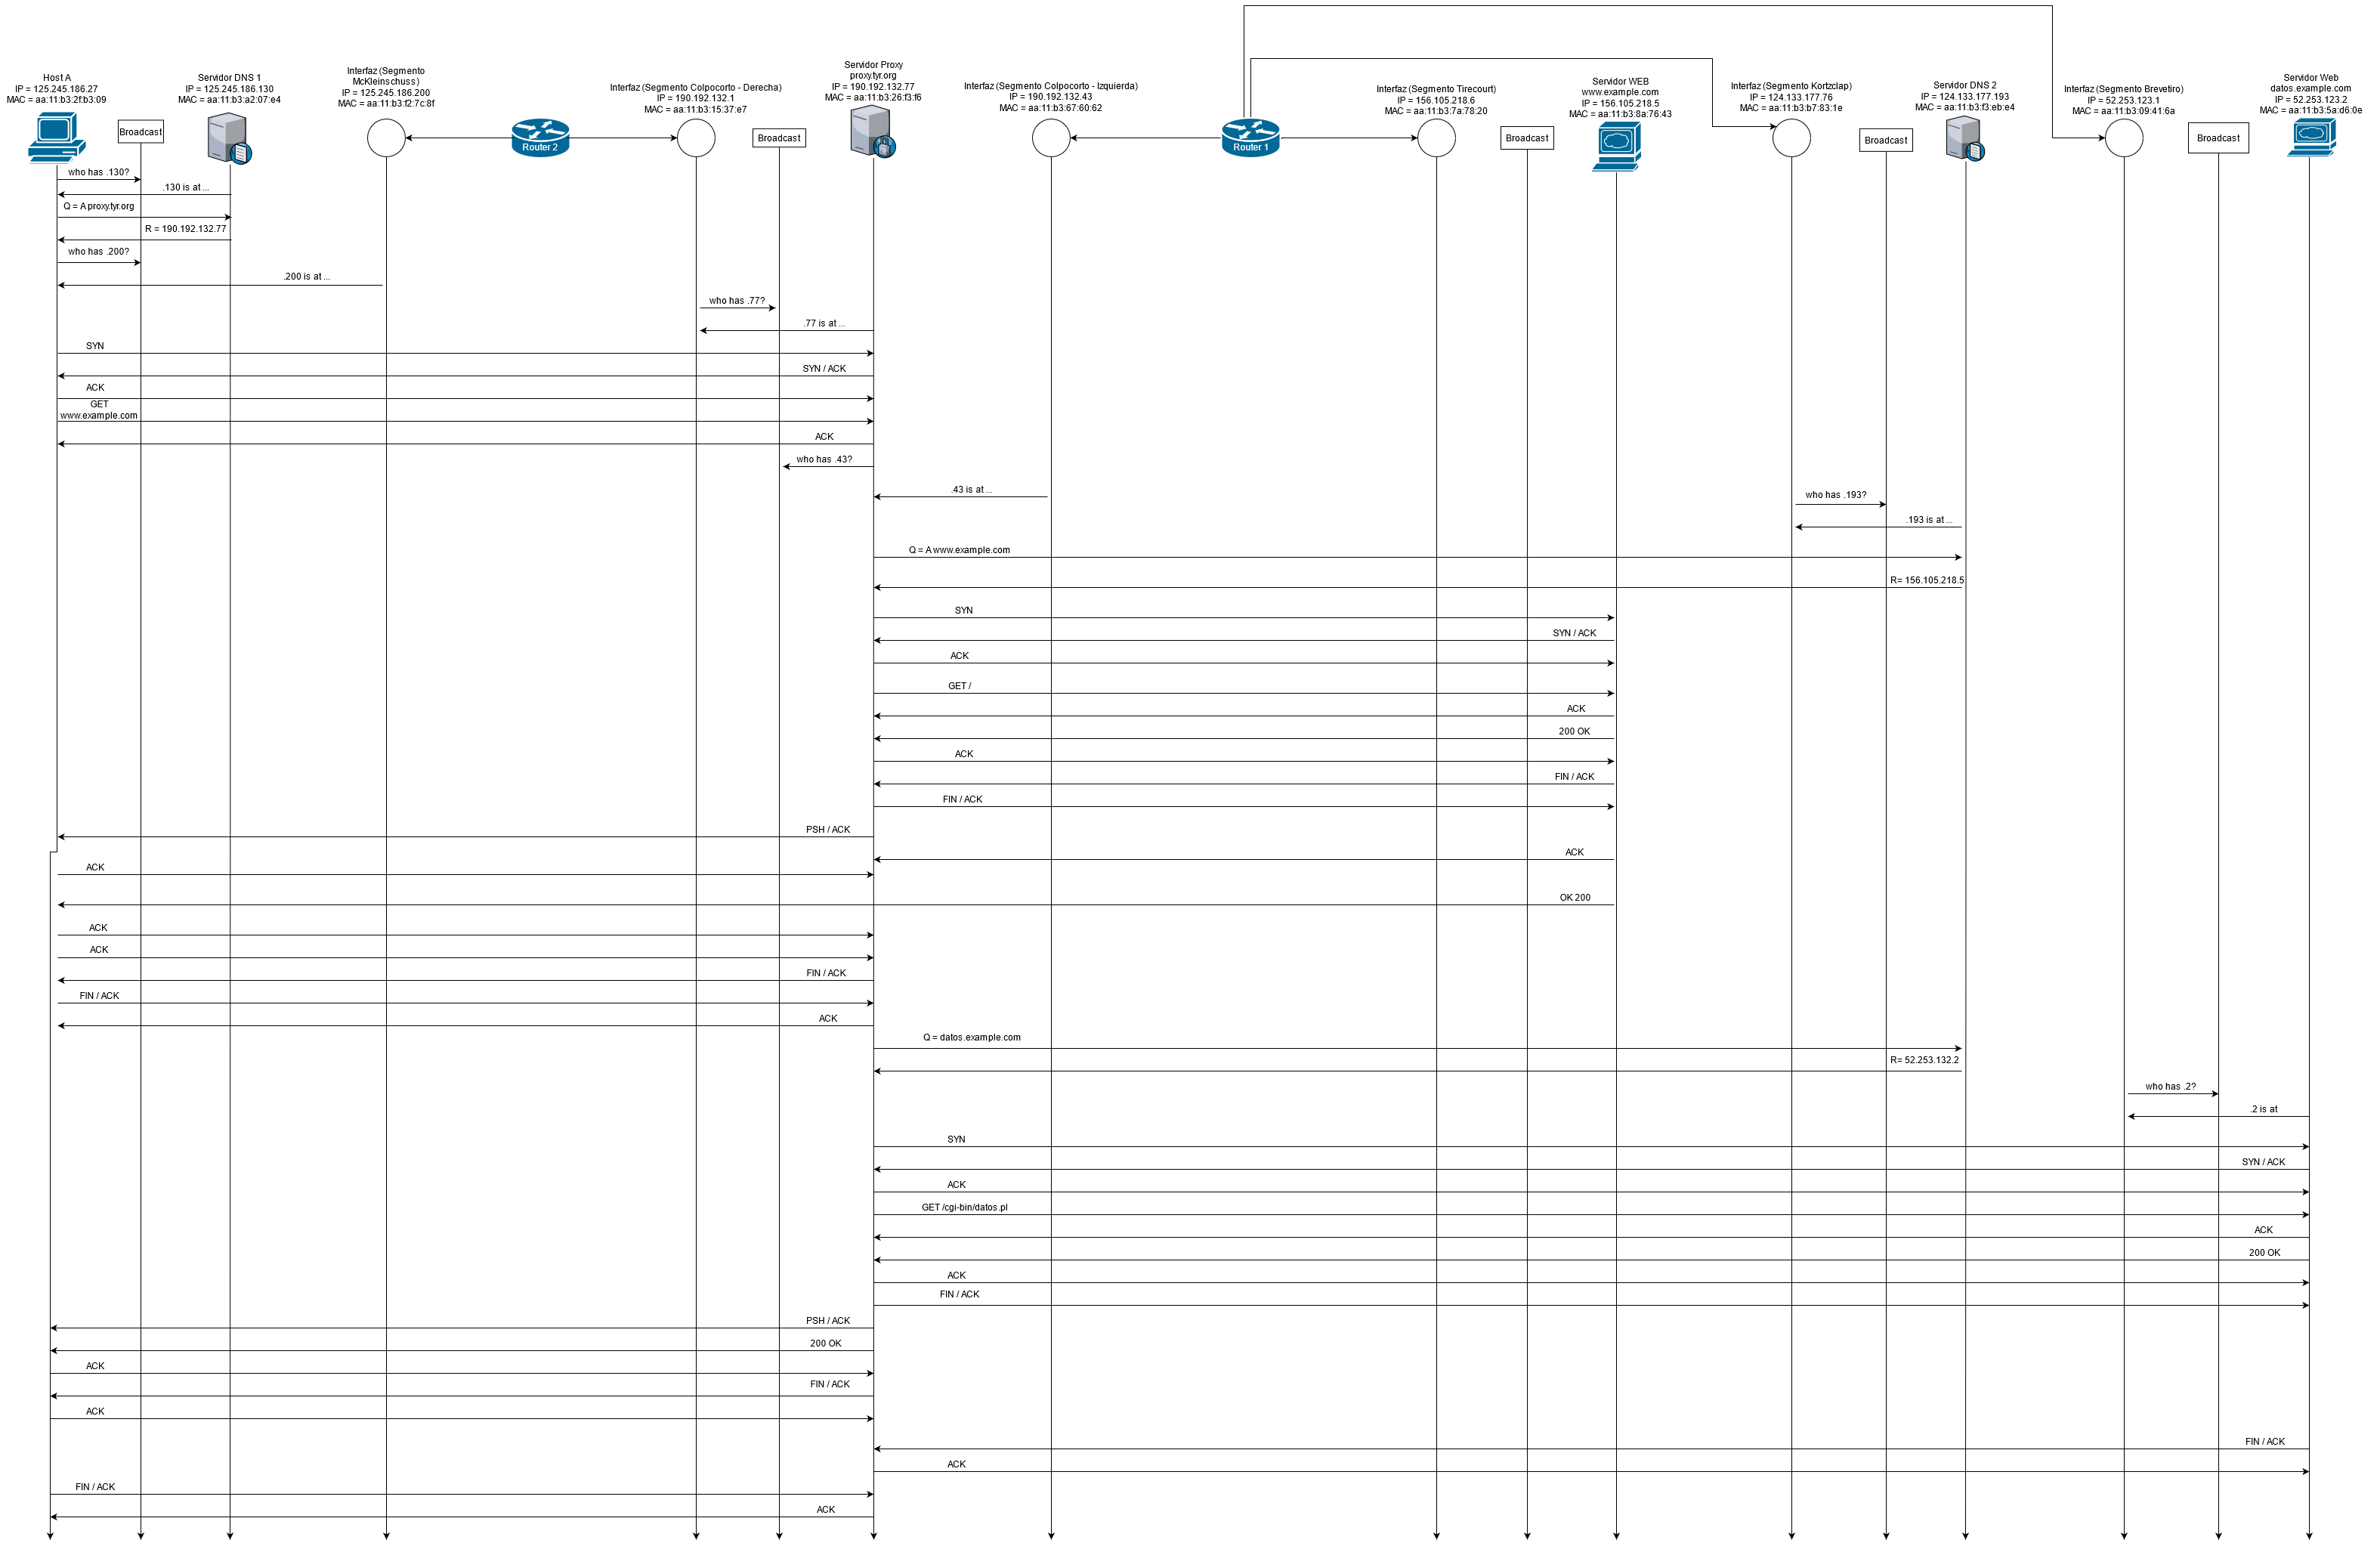 Host A
IP = 125.245.186.27
MAC = aa:11:b3:2f:b3:09
Broadcast
Servidor DNS 1
IP = 125.245.186.130
MAC = aa:11:b3:a2:07:e4
Interfaz (Segmento
McKleinschuss)
IP = 125.245.186.200
MAC = aa:11:b3:f2:7c:8f
Router 2
Interfaz (Segmento Colpocorto - Derecha)
IP = 190.192.132.1
MAC = aa:11:b3:15:37:e7
Broadcast
Servidor Proxy
proxy.tyr.org
IP = 190.192.132.77
MAC = aa:11:b3:26:f3:f6
Interfaz (Segmento Colpocorto - Izquierda)
IP = 190.192.132.43
MAC = aa:11:b3:67:60:62
Router 1
Interfaz (Segmento Tirecourt)
IP = 156.105.218.6
MAC = aa:11:b3:7a:78:20
Broadcast
Servidor WEB
www.example.com
IP = 156.105.218.5
MAC = aa:11:b3:8a:76:43
Interfaz (Segmento Kortzclap)
IP = 124.133.177.76
MAC = aa:11:b3:b7:83:1e
Broadcast
Servidor DNS 2
IP = 124.133.177.193
MAC = aa:11:b3:f3:eb:e4
Interfaz (Segmento Brevetiro)
IP = 52.253.123.1
MAC = aa:11:b3:09:41:6a
Broadcast
Servidor Web
datos.example.com
IP = 52.253.123.2
MAC = aa:11:b3:5a:d6:0e
who has .130?
.130 is at ...
Q = A proxy.tyr.org
R = 190.192.132.77
who has .200?
.200 is at ...
who has .77?
.77 is at ...
SYN
SYN / ACK
ACK
GET
www.example.com
ACK
who has .43?
.43 is at ...
who has .193?
.193 is at ...
Q = A www.example.com
R= 156.105.218.5
SYN
SYN / ACK
ACK
GET /
ACK
200 OK
ACK
FIN / ACK
FIN / ACK
PSH / ACK
ACK
ACK
OK 200
ACK
ACK
FIN / ACK
FIN / ACK
ACK
Q = datos.example.com
R= 52.253.132.2
who has .2?
.2 is at
SYN
SYN / ACK
ACK
GET /cgi-bin/datos.pl
ACK
200 OK
ACK
FIN / ACK
PSH / ACK
200 OK
ACK
FIN / ACK
ACK
FIN / ACK
ACK
FIN / ACK
ACK